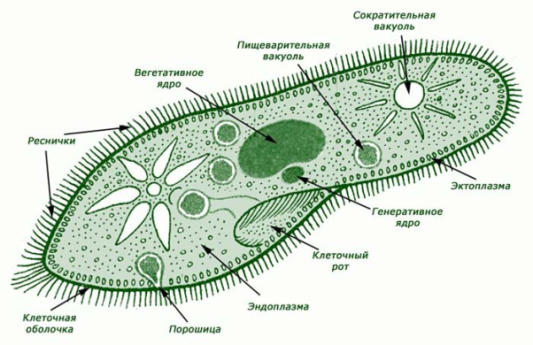 Сократительная
вакуоль
Пищеварительная
вакуоль
Вегетативное
ядро
Реснички
Эктоплазма
Генеративное
ядро
Клеточный
рот
Эндоплазма
Клеточная
оболочка
Порошица